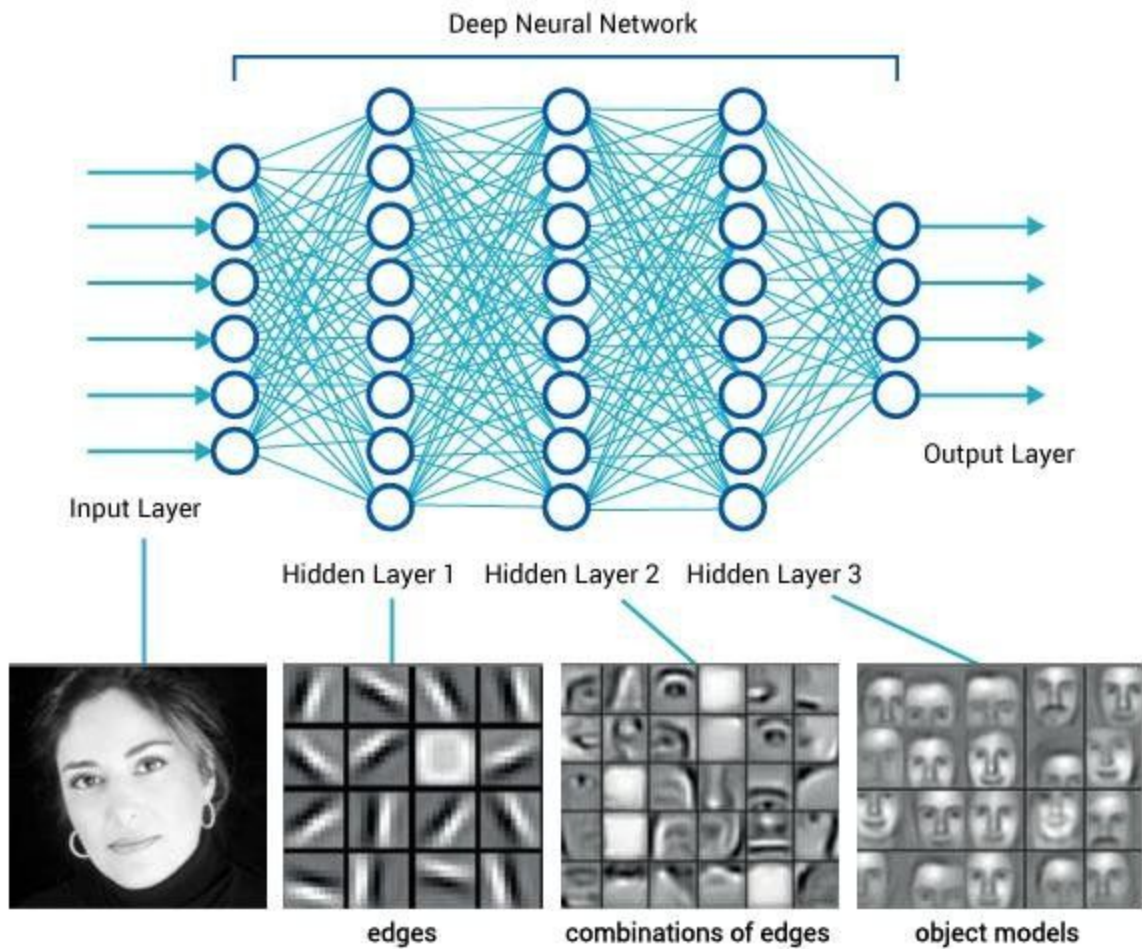 Deep Neural Network
Output Layer
Input Layer
Hidden Layer 1
Hidden Layer 2
Hidden Layer 3
edges
combinations of edges
object models